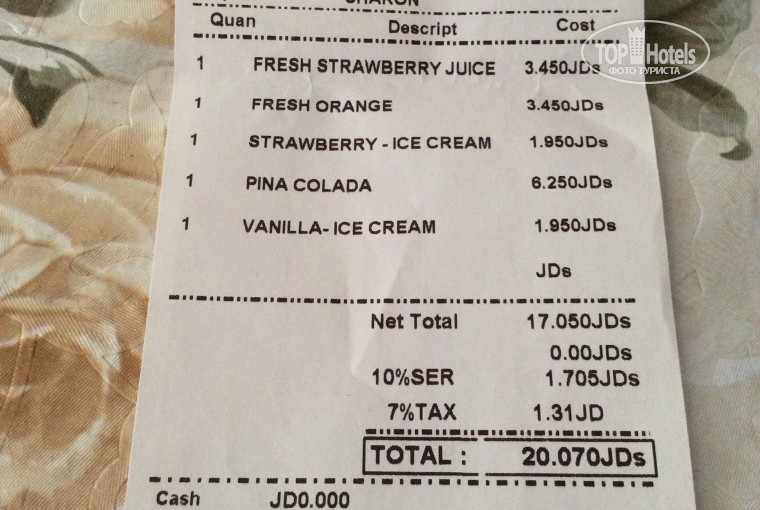 SHARON
Quan Descript Cost
TOP Hotels
ФОТО ТУРИСТА
1 FRESH STRAWBERRY JUICE 3.450JDs
1 FRESH ORANGE 3.450JDs
1 STRAWBERRY - ICE CREAM 1.950JDs
1 PINA COLADA 6.250JDs
1 VANILLA- ICE CREAM 1.950JDs
JDs
Net Total 17.050JDs
0.00JDs
10%SER 1.705JDs
7%TAX 1.31JD
TOTAL : 20.070JDs
Cash JD0.000